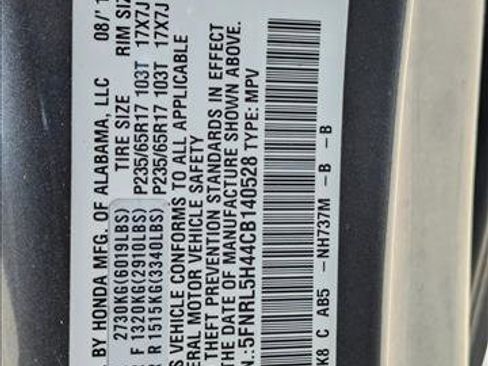 . BY HONDA MFG. OF ALABAMA, LLC 08/1
TIRE SIZE RIM SIZ
2730KG(6019LBS)
F 1320KG(2910LBS) P235/65R17 103T 17X7J
R 1515KG(3340LBS) P235/65R17 103T 17X7J
S VEHICLE CONFORMS TO ALL APPLICABLE
ERAL MOTOR VEHICLE SAFETY
THEFT PREVENTION STANDARDS IN EFFECT
THE DATE OF MANUFACTURE SHOWN ABOVE.
N.:5FNRL5H44CB140528 TYPE: MPV
K8 C AB5 -NH737M -B -B